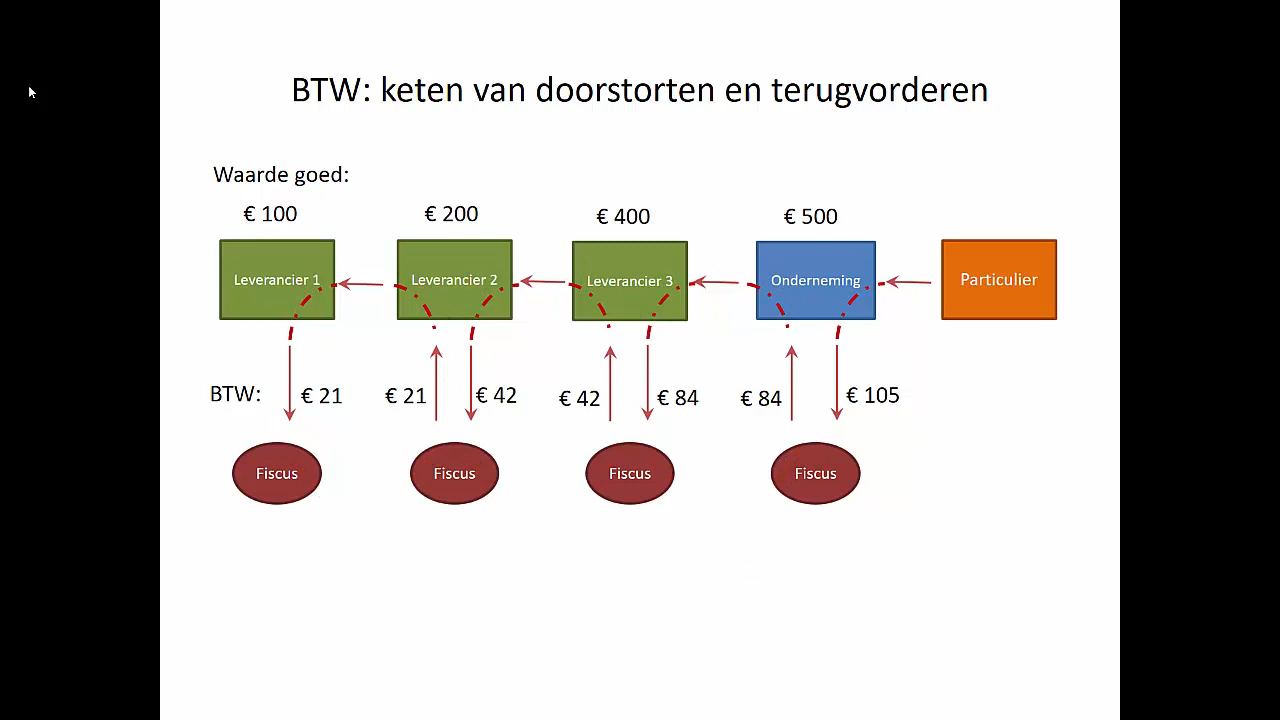 BTW: keten van doorstorten en terugvorderen
Waarde goed:
€ 100 € 200 € 400 € 500
Leverancier 1 Leverancier 2 Leverancier 3 Onderneming Particulier
BTW: € 21 € 21 € 42 € 42 € 84 € 84 € 105
Fiscus Fiscus Fiscus Fiscus